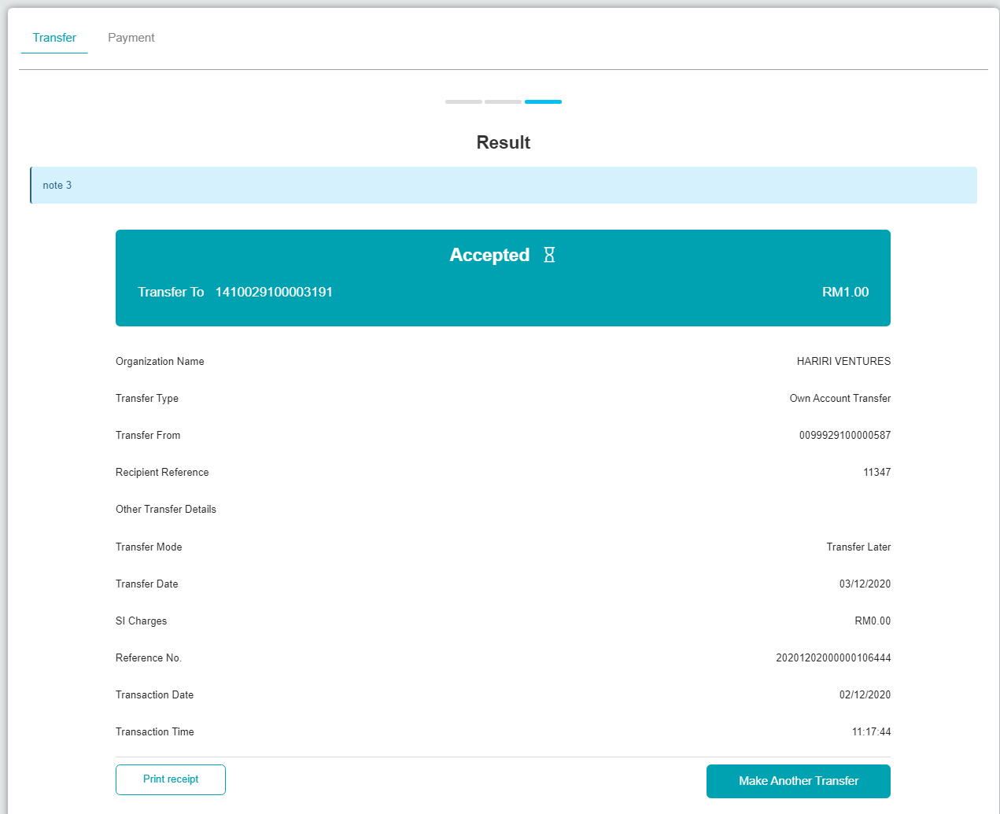 Transfer Payment
Result
note 3
Accepted
Transfer To 1410029100003191 RM1.00
Organization Name HARIRI VENTURES
Transfer Type Own Account Transfer
Transfer From 0099929100000587
Recipient Reference 11347
Other Transfer Details
Transfer Mode Transfer Later
Transfer Date 03/12/2020
SI Charges RM0.00
Reference No. 20201202000000106444
Transaction Date 02/12/2020
Transaction Time 11:17:44
Print receipt Make Another Transfer